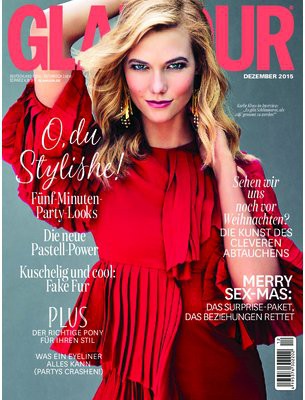 GLAMOUR
DEZEMBER 2015
O, du
Stylishe!
Fünf-Minuten-
Party-Looks
Die neue
Pastell-Power
Kuschelig und cool:
Fake Fur
PLUS
DER RICHTIGE PONY
FÜR IHREN STIL
WAS EIN EYELINER
ALLES KANN
(PARTYS CRASHEN!)
Sehen wir
uns
noch vor
Weihnachten?
DIE KUNST DES
CLEVEREN
ABTAUCHENS
MERRY
SEX-MAS:
DAS SURPRISE-PAKET,
DAS BEZIEHUNGEN RETTET